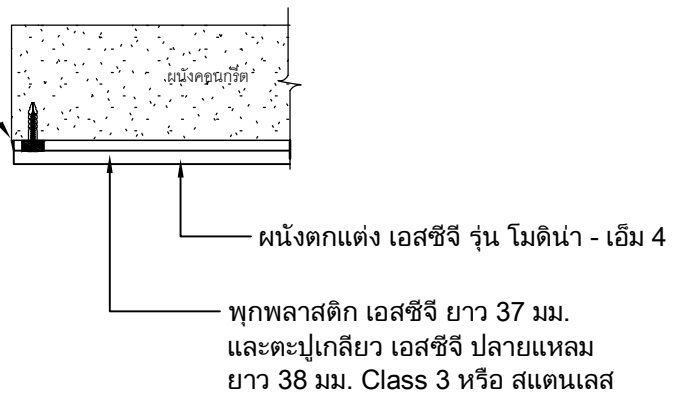 ผนังคอนกรีต
ผนังตกแต่ง เอสซีจี รุ่น โมดิน่า - เอ็ม 4
พุกพลาสติก เอสซีจี ยาว 37 มม.
และตะปูเกลียว เอสซีจี ปลายแหลม
ยาว 38 มม. Class 3 หรือ สแตนเลส